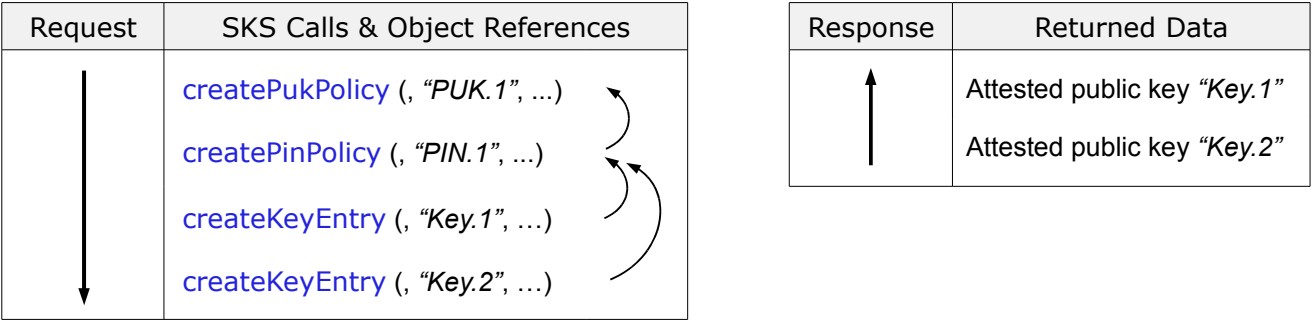 Request
SKS Calls & Object References
createPukPolicy (, “PUK.1”, ...)
createPinPolicy (, “PIN.1”, ...)
createKeyEntry (, “Key.1”, …)
createKeyEntry (, “Key.2”, …)
Response
Returned Data
Attested public key “Key.1”
Attested public key “Key.2”